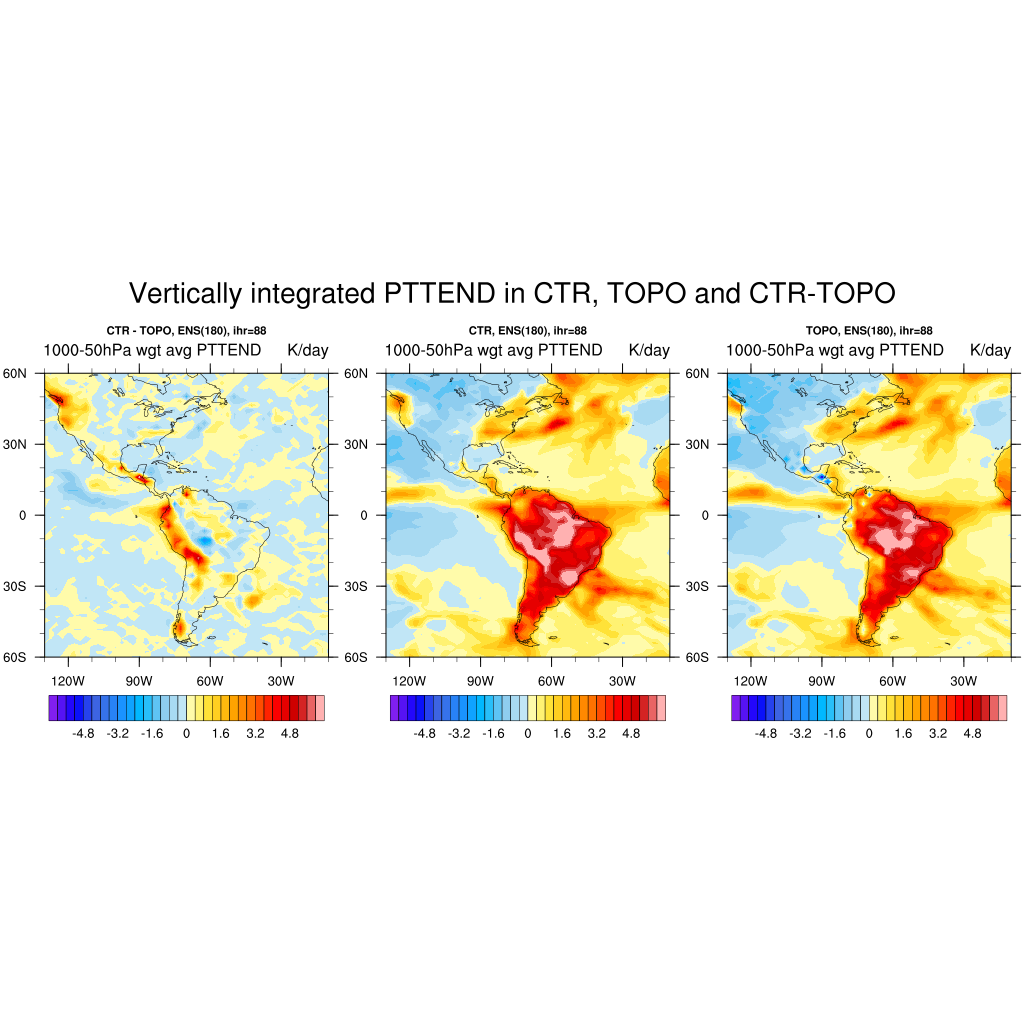 Vertically integrated PTTEND in CTR, TOPO and CTR-TOPO
CTR - TOPO, ENS(180), ihr=88
1000-50hPa wgt avg PTTEND K/day
60N
30N
0
30S
60S
120W 90W 60W 30W
-4.8 -3.2 -1.6 0 1.6 3.2 4.8
CTR, ENS(180), ihr=88
1000-50hPa wgt avg PTTEND K/day
60N
30N
0
30S
60S
120W 90W 60W 30W
-4.8 -3.2 -1.6 0 1.6 3.2 4.8
TOPO, ENS(180), ihr=88
1000-50hPa wgt avg PTTEND K/day
60N
30N
0
30S
60S
120W 90W 60W 30W
-4.8 -3.2 -1.6 0 1.6 3.2 4.8